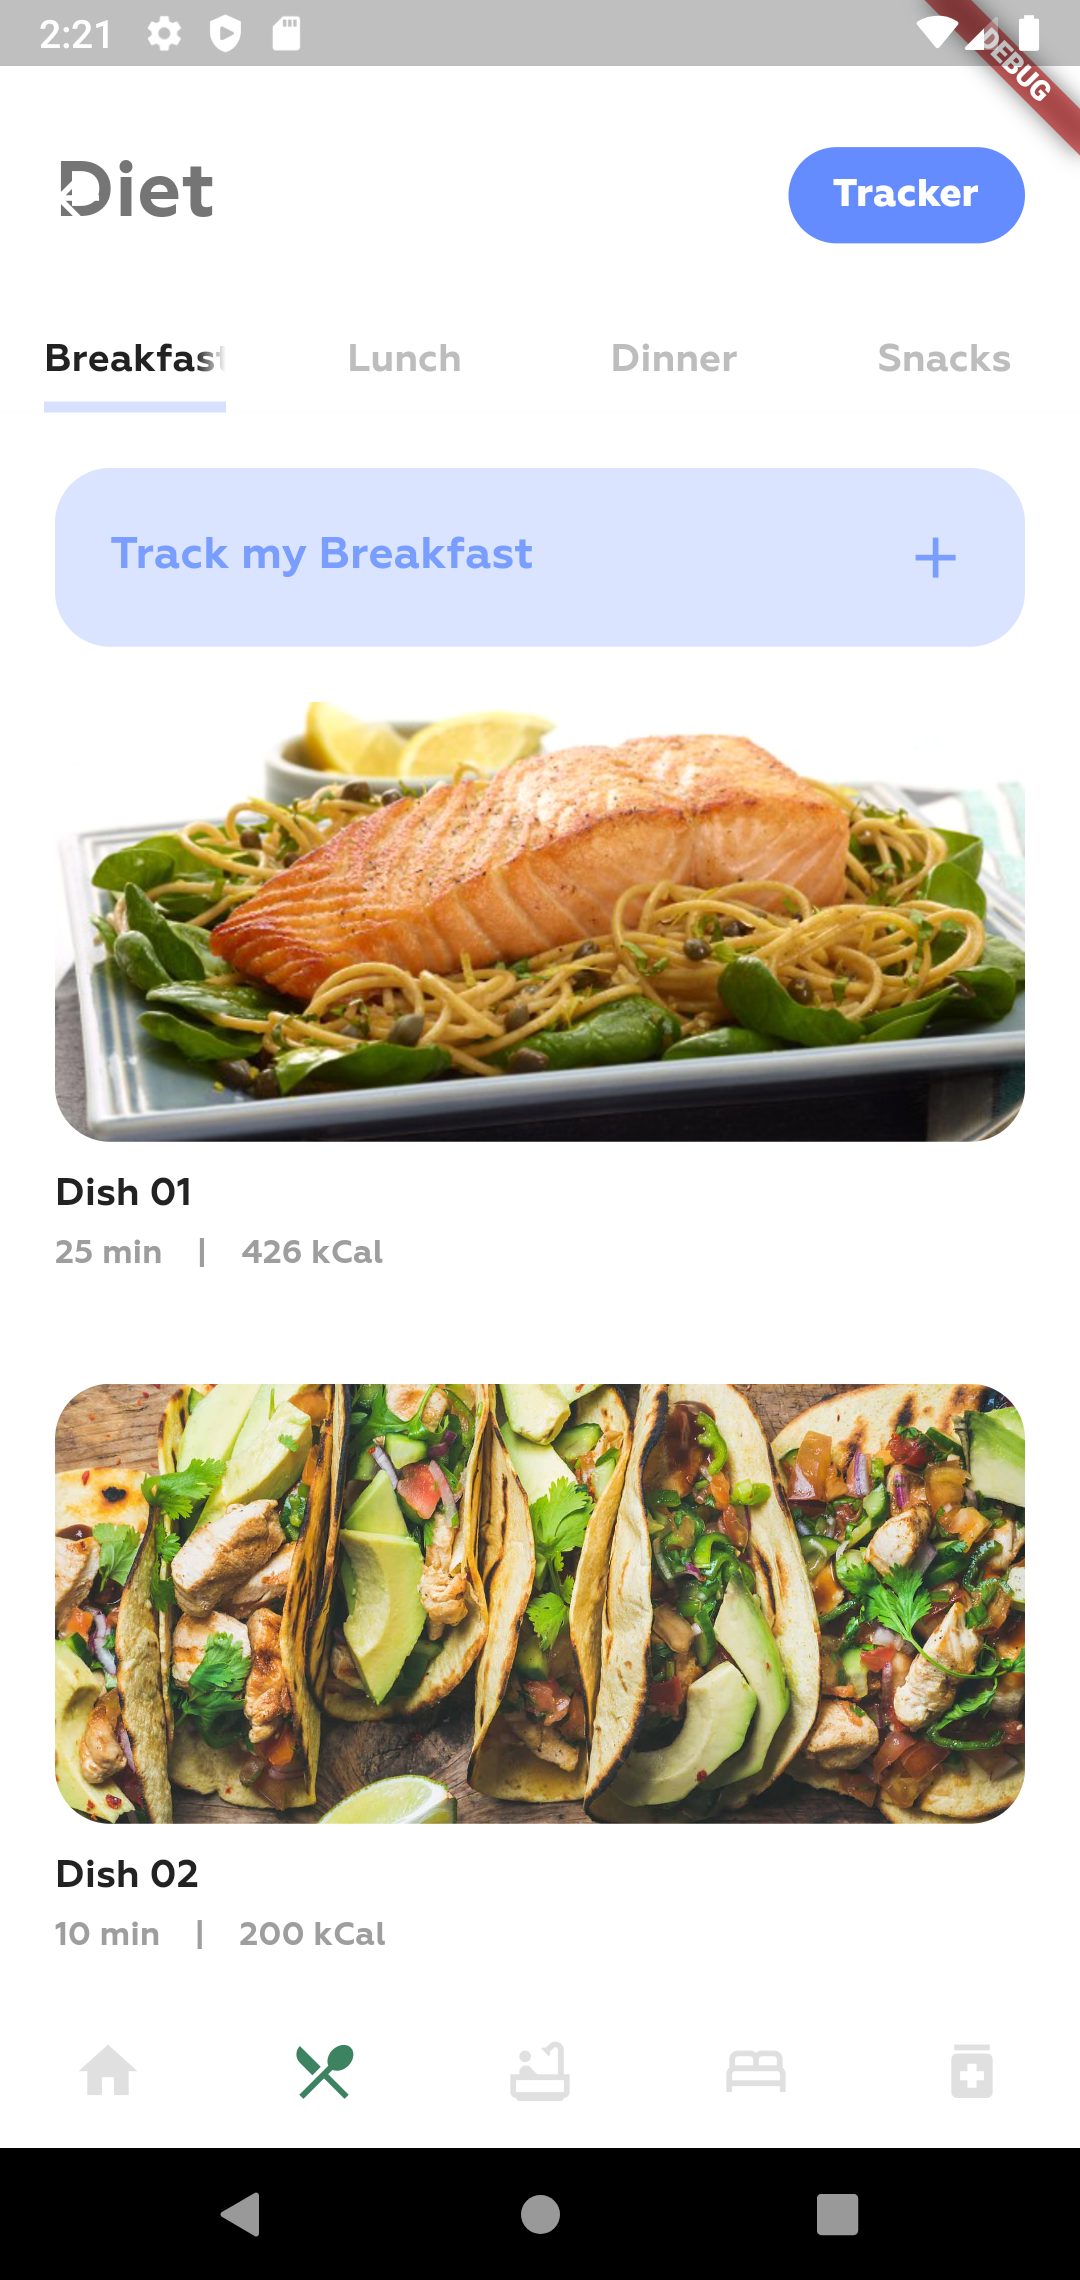 2:21
DEBUG
Diet
Tracker
Breakfast Lunch Dinner Snacks
Track my Breakfast +
Dish 01
25 min | 426 kCal
Dish 02
10 min | 200 kCal